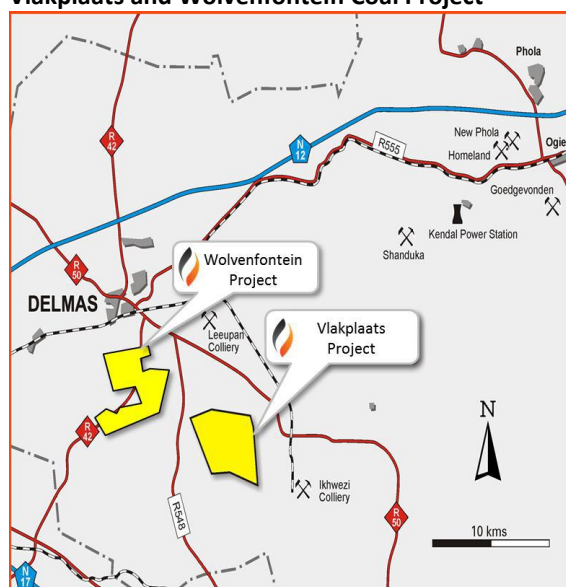 Vlakplaats and Wolvenfontein Coal Project
Phola
R
42
N
12
R555
New Phola
Homeland
Ogie
Goedgevonden
Kendal Power Station
Shanduka
R
50
Wolvenfontein
Project
DELMAS
Leeupan
Colliery
Vlakplaats
Project
N
R
42
Ikhwezi
Colliery
R548
R
50
10 kms
N
17